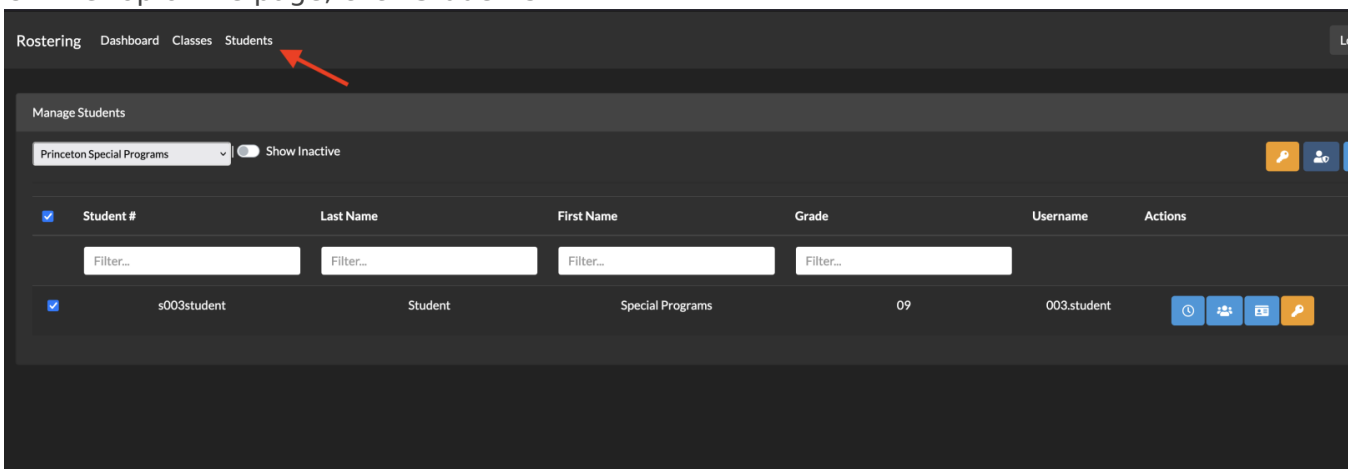 Rostering Dashboard Classes Students
Manage Students
Princeton Special Programs Show Inactive
Student # Last Name First Name Grade Username Actions
Filter... Filter... Filter... Filter...
s003student Student Special Programs 09 003.student